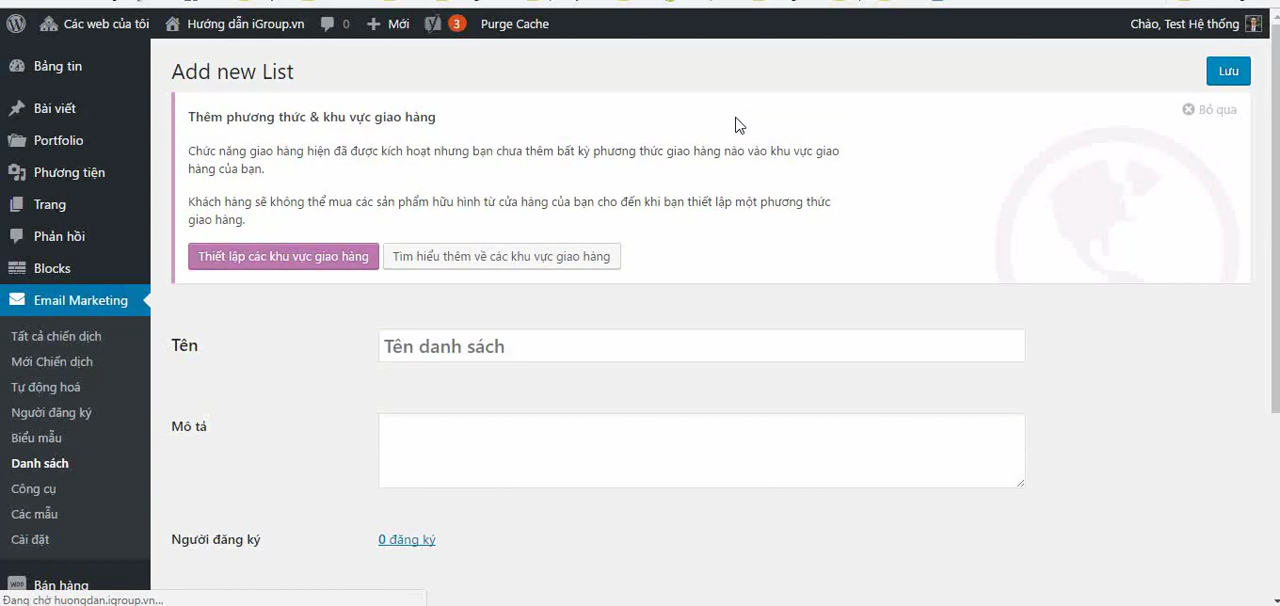 Các web của tôi
Hướng dẫn iGroup.vn
0
Mới
3
Purge Cache
Chào, Test Hệ thống
Bảng tin
Bài viết
Portfolio
Phương tiện
Trang
Phản hồi
Blocks
Email Marketing
Tất cả chiến dịch
Mới Chiến dịch
Tự động hoá
Người đăng ký
Biểu mẫu
Danh sách
Công cụ
Các mẫu
Cài đặt
Bán hàng
Đang chờ huongdan.igroup.vn...
Add new List
Lưu
Thêm phương thức & khu vực giao hàng
Bỏ qua
Chức năng giao hàng hiện đã được kích hoạt nhưng bạn chưa thêm bất kỳ phương thức giao hàng nào vào khu vực giao
hàng của bạn.
Khách hàng sẽ không thể mua các sản phẩm hữu hình từ cửa hàng của bạn cho đến khi bạn thiết lập một phương thức
giao hàng.
Thiết lập các khu vực giao hàng
Tìm hiểu thêm về các khu vực giao hàng
Tên
Tên danh sách
Mô tả
Người đăng ký
0 đăng ký